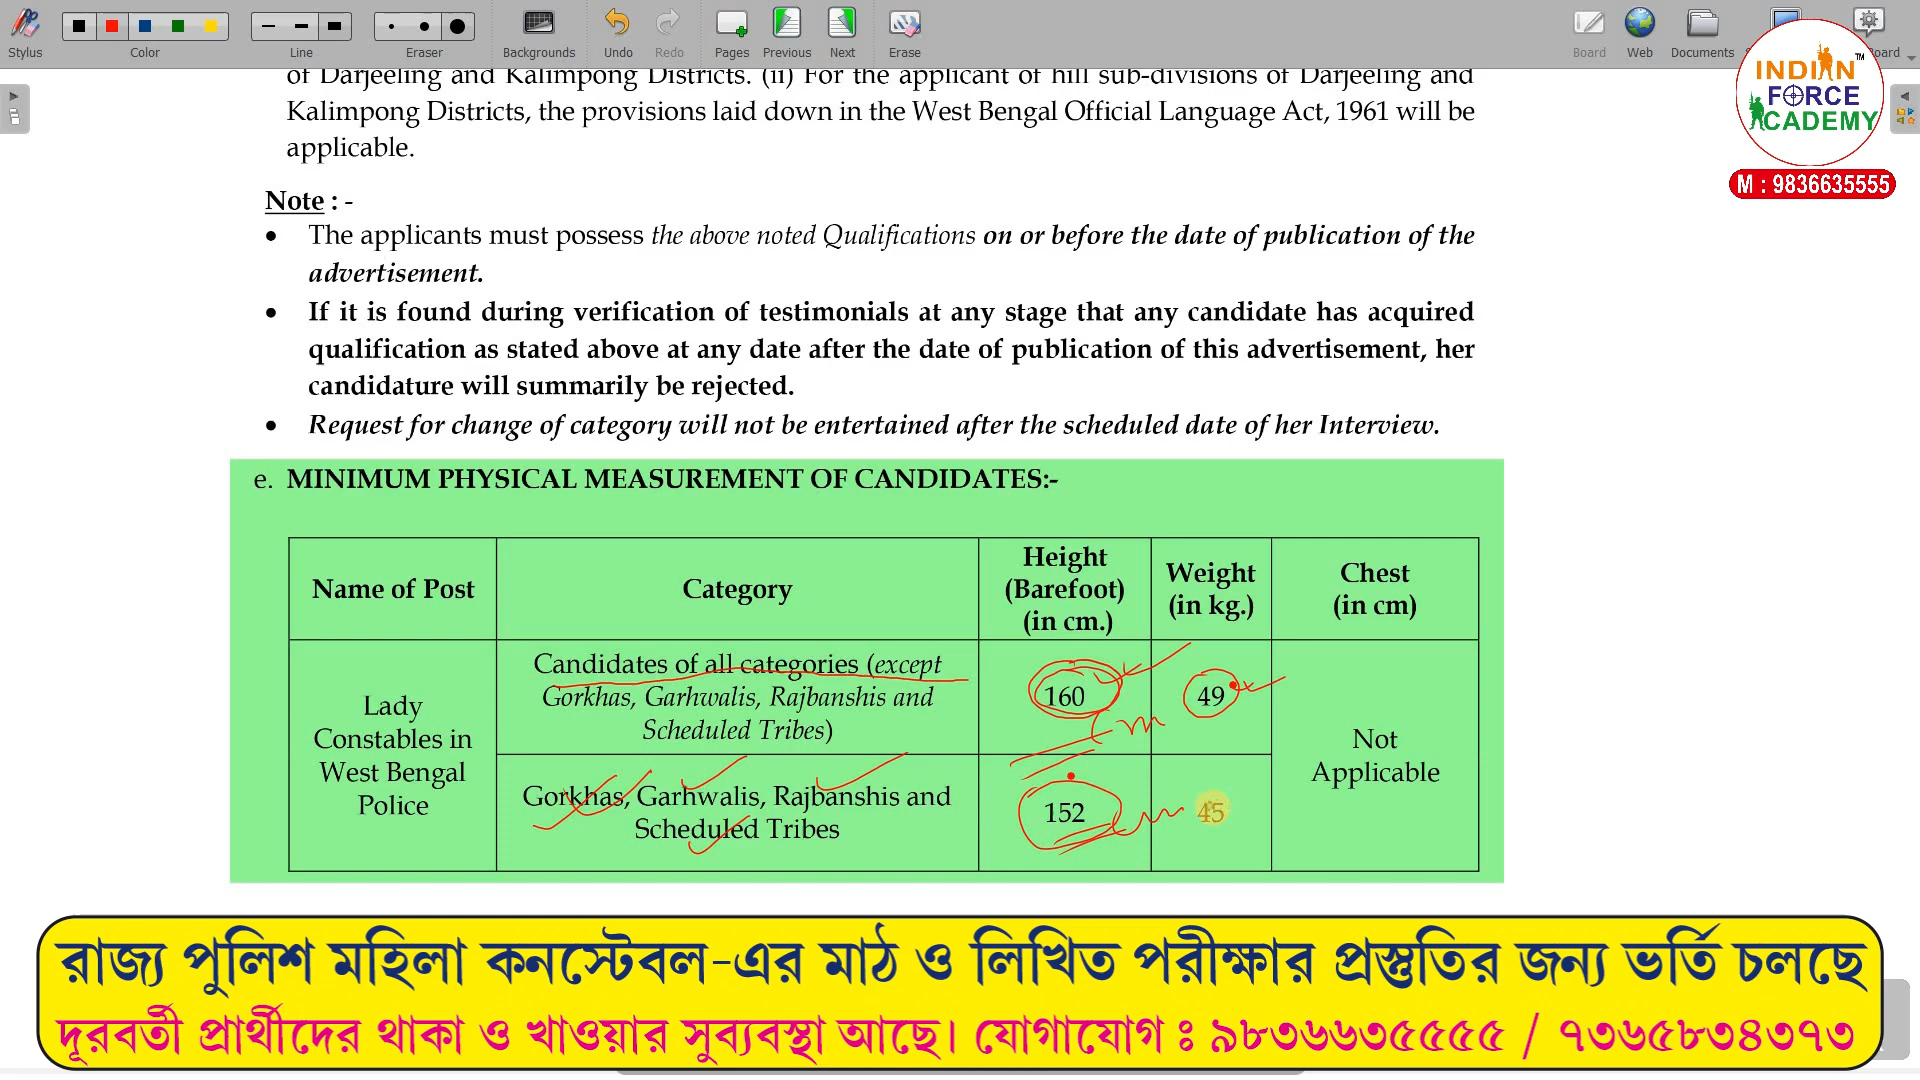 Stylus Color Line Eraser Backgrounds Undo Redo Pages Previous Next Erase Board Web Documents
INDIAN FORCE ACADEMY TM
M : 9836635555
of Darjeeling and Kalimpong Districts. (ii) For the applicant of hill sub-divisions of Darjeeling and
Kalimpong Districts, the provisions laid down in the West Bengal Official Language Act, 1961 will be
applicable.
Note : -
• The applicants must possess the above noted Qualifications on or before the date of publication of the
advertisement.
• If it is found during verification of testimonials at any stage that any candidate has acquired
qualification as stated above at any date after the date of publication of this advertisement, her
candidature will summarily be rejected.
• Request for change of category will not be entertained after the scheduled date of her Interview.
e. MINIMUM PHYSICAL MEASUREMENT OF CANDIDATES:-
Name of Post
Category
Height
(Barefoot)
(in cm.)
Weight
(in kg.)
Chest
(in cm)
Lady
Constables in
West Bengal
Police
Candidates of all categories (except
Gorkhas, Garhwalis, Rajbanshis and
Scheduled Tribes)
160
cm
49
Not
Applicable
Gorkhas, Garhwalis, Rajbanshis and
Scheduled Tribes
152
cm
45
রাজ্য পুলিশ মহিলা কনস্টেবল-এর মাঠ ও লিখিত পরীক্ষার প্রস্তুতির জন্য ভর্তি চলছে
দূরবর্তী প্রার্থীদের থাকা ও খাওয়ার সুব্যবস্থা আছে। যোগাযোগ ঃ ৯৮৩৬৬৩৫৫৫৫ / ৭৩৬৫৮৩৪৩৭৩